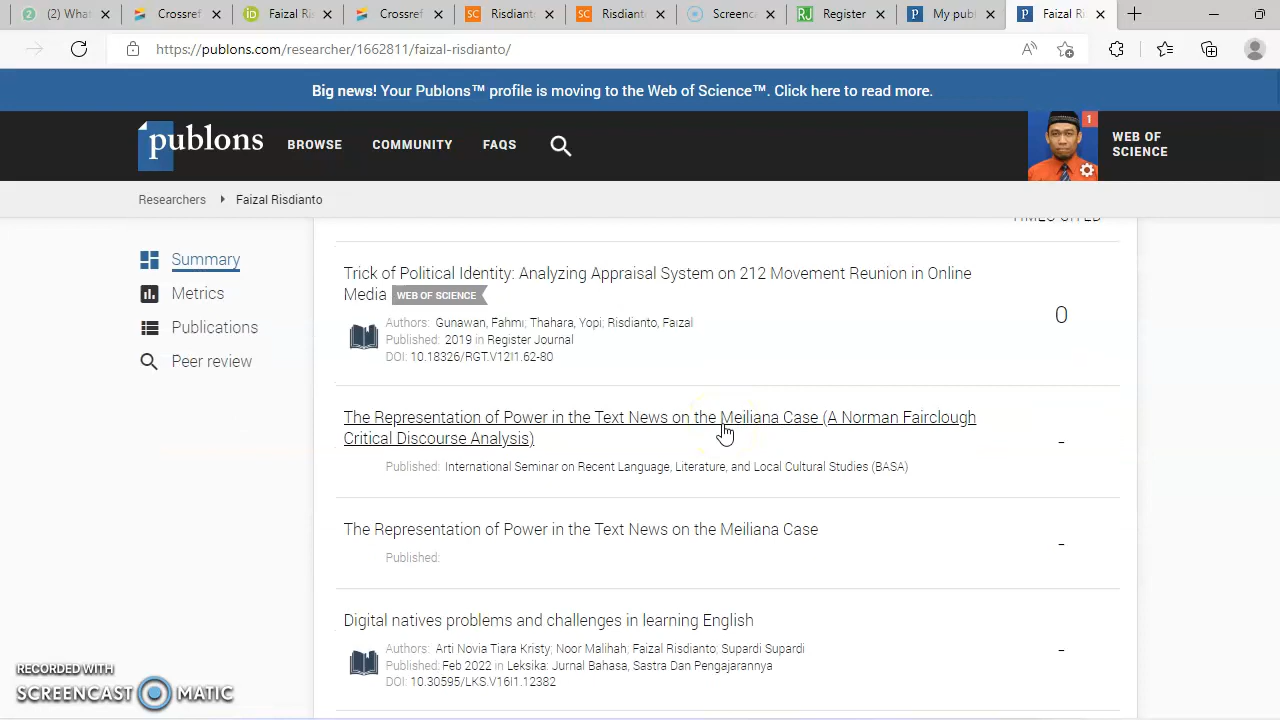 (2) What
Crossref
Faizal Ris
Crossref
Risdianto
Risdianto
Screenca
Register
My publ
Faizal Ri
https://publons.com/researcher/1662811/faizal-risdianto/
Big news! Your Publons™ profile is moving to the Web of Science™. Click here to read more.
publons BROWSE COMMUNITY FAQS
1
WEB OF
SCIENCE
Researchers Faizal Risdianto
TIMES CITED
Summary
Metrics
Publications
Peer review
Trick of Political Identity: Analyzing Appraisal System on 212 Movement Reunion in Online
Media WEB OF SCIENCE
Authors: Gunawan, Fahmi; Thahara, Yopi; Risdianto, Faizal
Published: 2019 in Register Journal
DOI: 10.18326/RGT.V12I1.62-80
0
The Representation of Power in the Text News on the Meiliana Case (A Norman Fairclough
Critical Discourse Analysis)
Published: International Seminar on Recent Language, Literature, and Local Cultural Studies (BASA)
-
The Representation of Power in the Text News on the Meiliana Case
Published:
-
Digital natives problems and challenges in learning English
Authors: Arti Novia Tiara Kristy; Noor Malihah; Faizal Risdianto; Supardi Supardi
Published: Feb 2022 in Leksika: Jurnal Bahasa, Sastra Dan Pengajarannya
DOI: 10.30595/LKS.V16I1.12382
-
RECORDED WITH
SCREENCAST MATIC